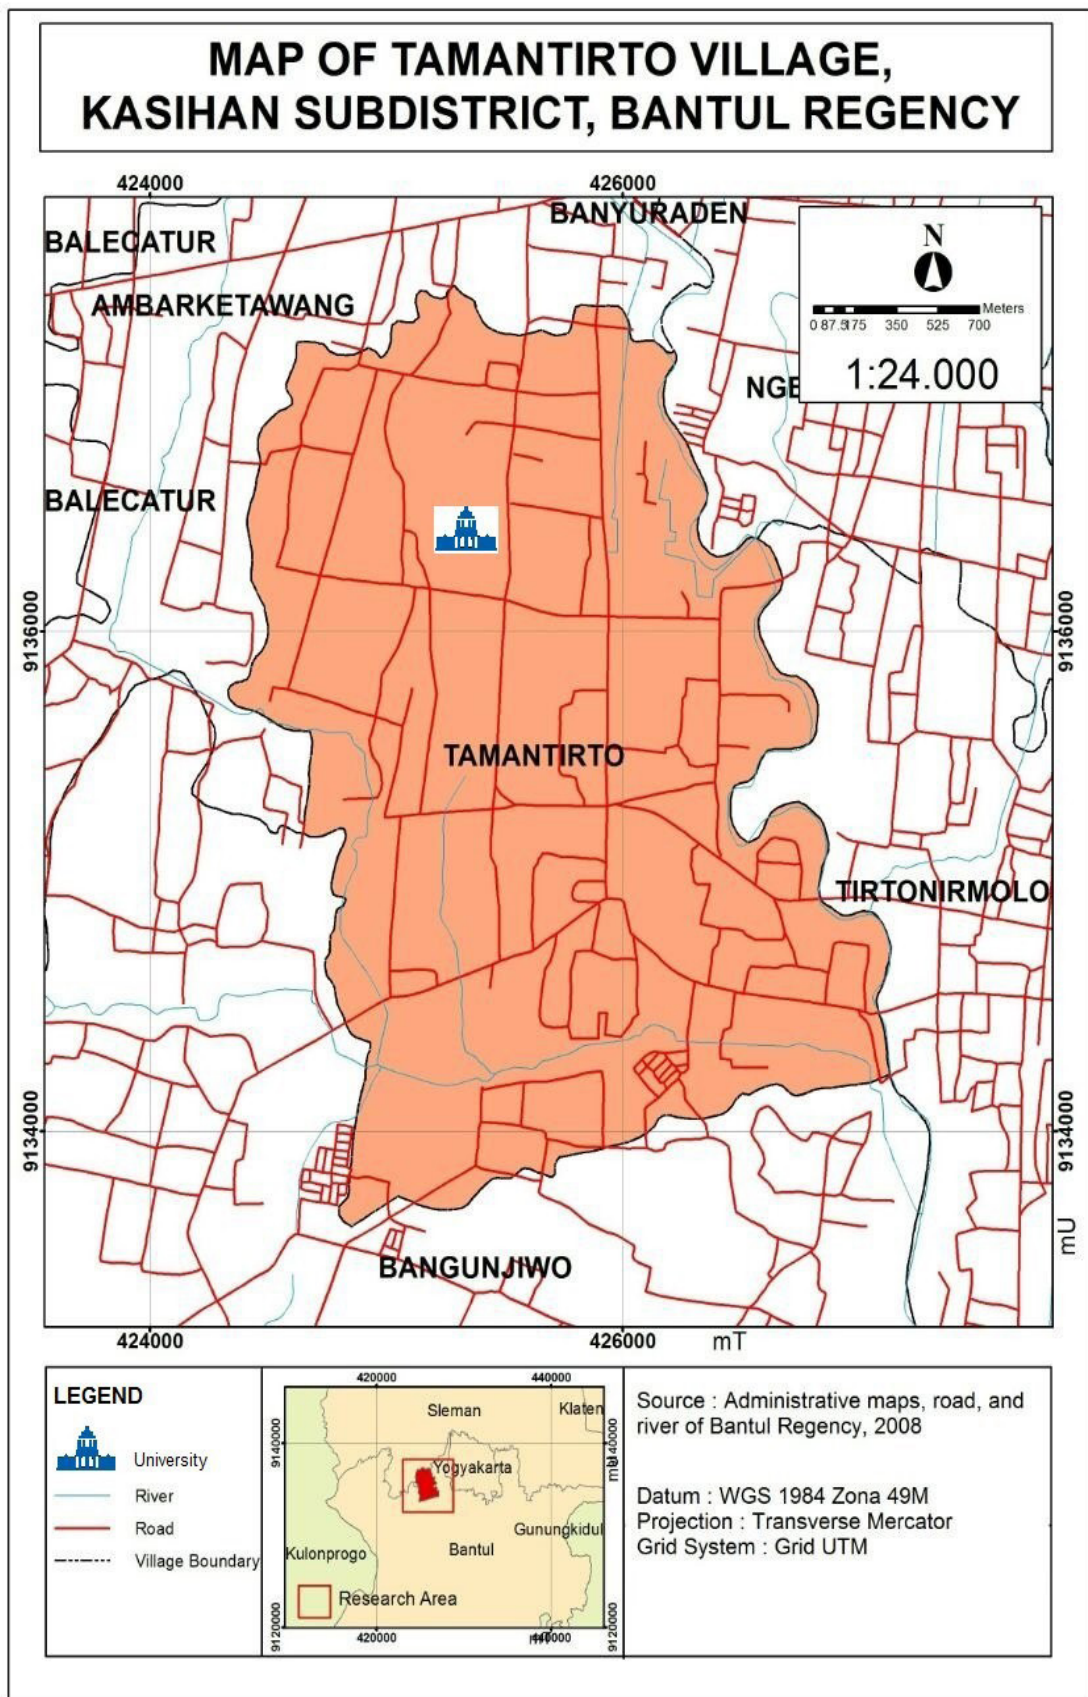 MAP OF TAMANTIRTO VILLAGE,
KASIHAN SUBDISTRICT, BANTUL REGENCY
424000
426000
BANYURADEN
BALECATUR
AMBARKETAWANG
N
Meters
0 87.5175 350 525 700
1:24.000
NGE
BALECATUR
9136000
9136000
TAMANTIRTO
TIRTONIRMOLO
9134000
9134000
mU
BANGUNJIWO
424000
426000
mT
LEGEND
University
River
Road
Village Boundary
420000
440000
Sleman
Klaten
9140000
9140000
mU
Yogyakarta
Gunungkidul
Kulonprogo
Bantul
Research Area
9120000
9120000
420000
mT
440000
Source : Administrative maps, road, and
river of Bantul Regency, 2008
Datum : WGS 1984 Zona 49M
Projection : Transverse Mercator
Grid System : Grid UTM